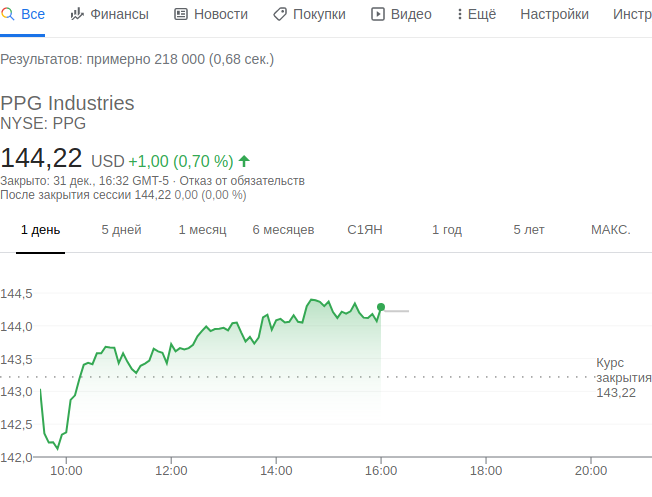 Все Финансы Новости Покупки Видео Ещё Настройки Инстр
Результатов: примерно 218 000 (0,68 сек.)
PPG Industries
NYSE: PPG
144,22 USD +1,00 (0,70 %)
Закрыто: 31 дек., 16:32 GMT-5 · Отказ от обязательств
После закрытия сессии 144,22 0,00 (0,00 %)
1 день 5 дней 1 месяц 6 месяцев С1ЯН 1 год 5 лет МАКС.
144,5
144,0
143,5
Курс
закрытия
143,22
143,0
142,5
142,0
10:00 12:00 14:00 16:00 18:00 20:00